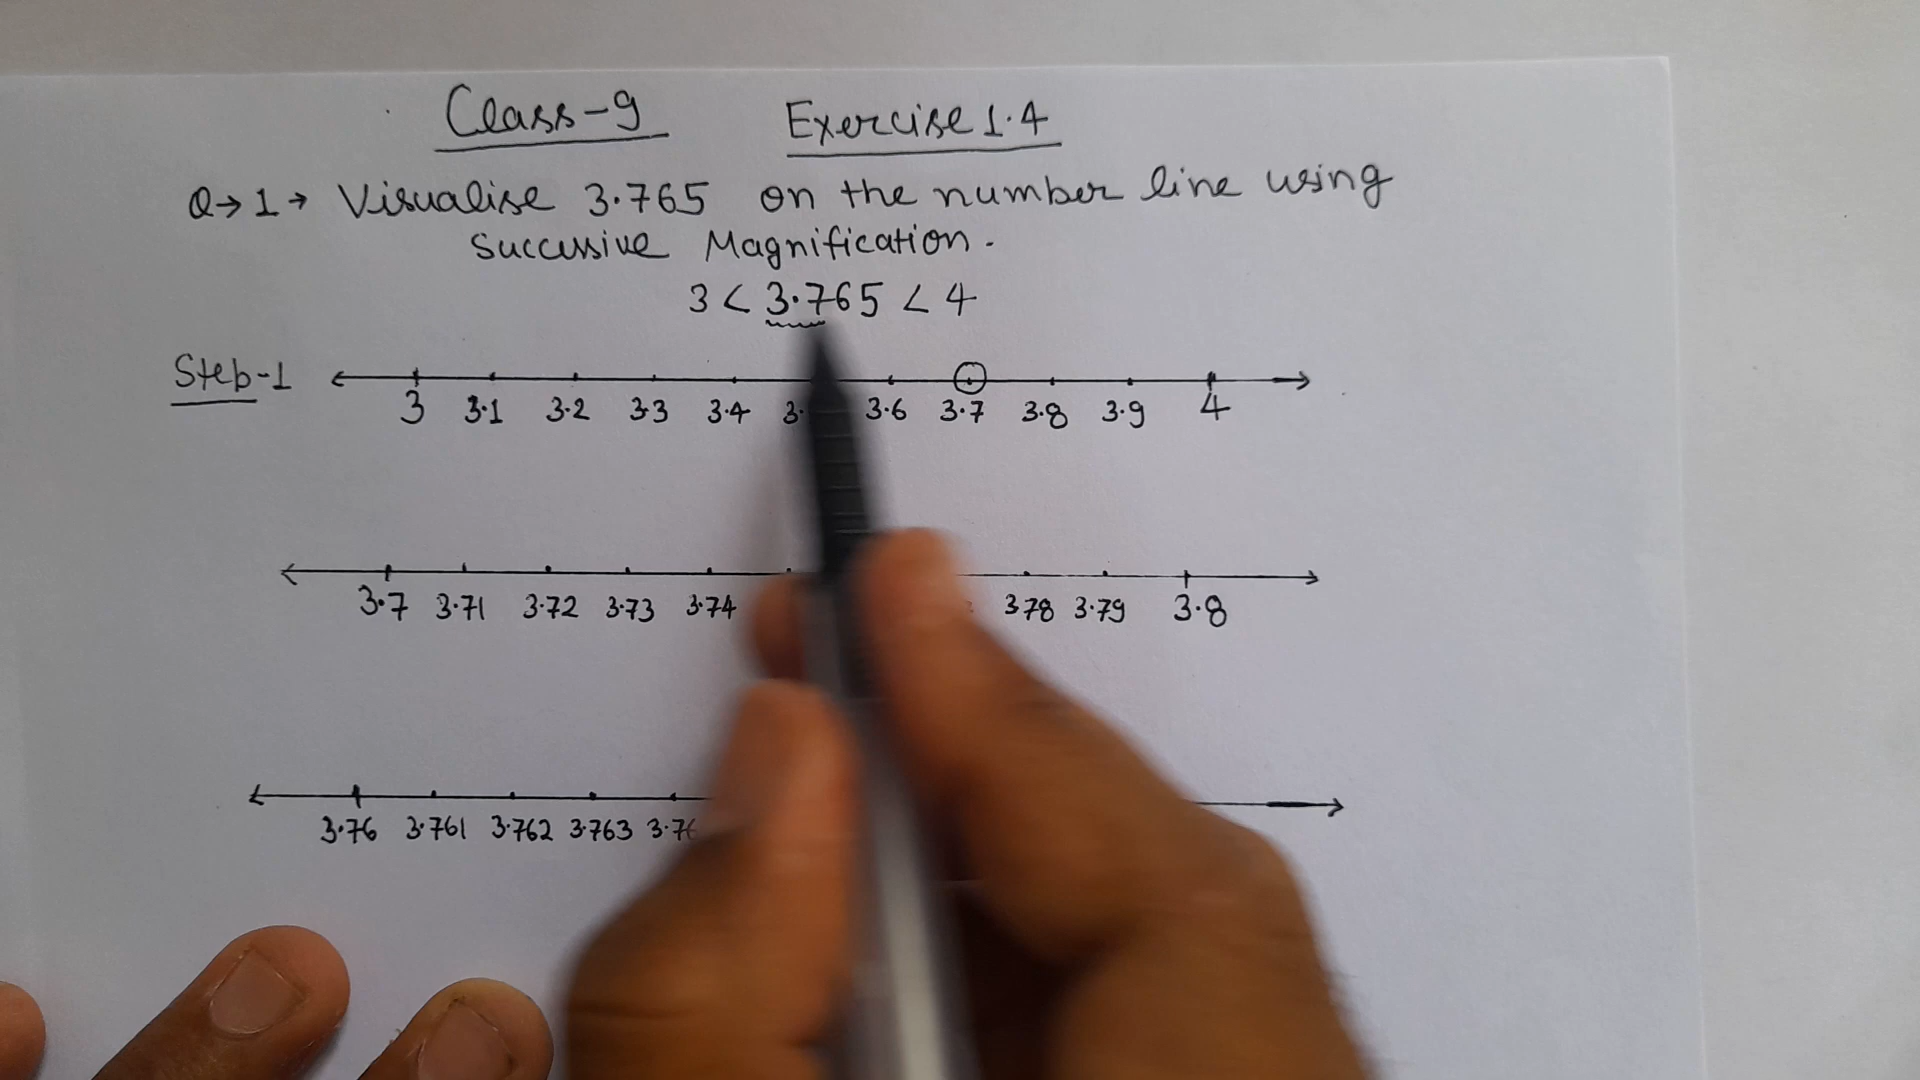 Class-9 Exercise 1.4
Q→1→ Visualise 3.765 on the number line using
Successive Magnification.
3 < 3.765 < 4
Step-1
3 3.1 3.2 3.3 3.4 3. 3.6 3.7 3.8 3.9 4
3.7 3.71 3.72 3.73 3.74 3.78 3.79 3.8
3.76 3.761 3.762 3.763 3.76